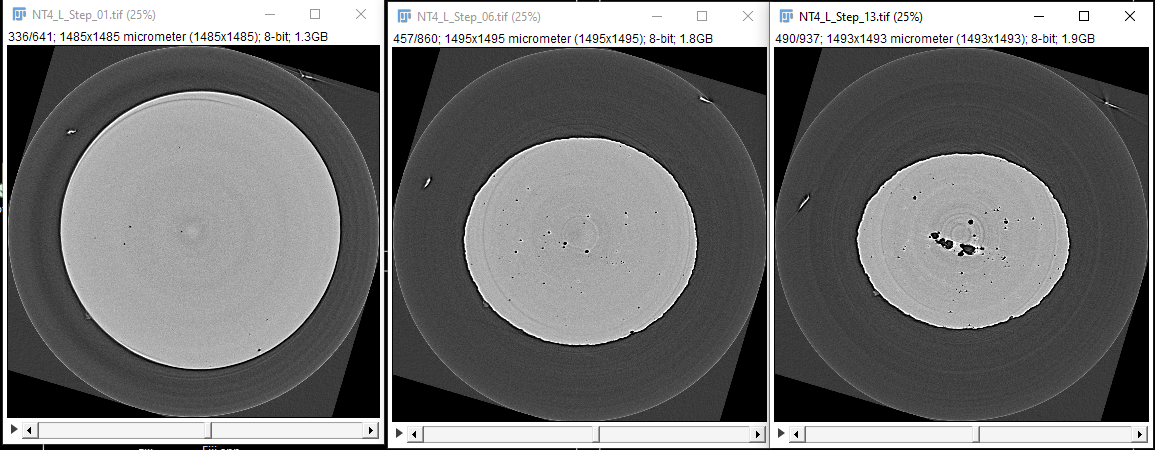 NT4_L_Step_01.tif (25%)
336/641; 1485x1485 micrometer (1485x1485); 8-bit; 1.3GB
NT4_L_Step_06.tif (25%)
457/860; 1495x1495 micrometer (1495x1495); 8-bit; 1.8GB
NT4_L_Step_13.tif (25%)
490/937; 1493x1493 micrometer (1493x1493); 8-bit; 1.9GB